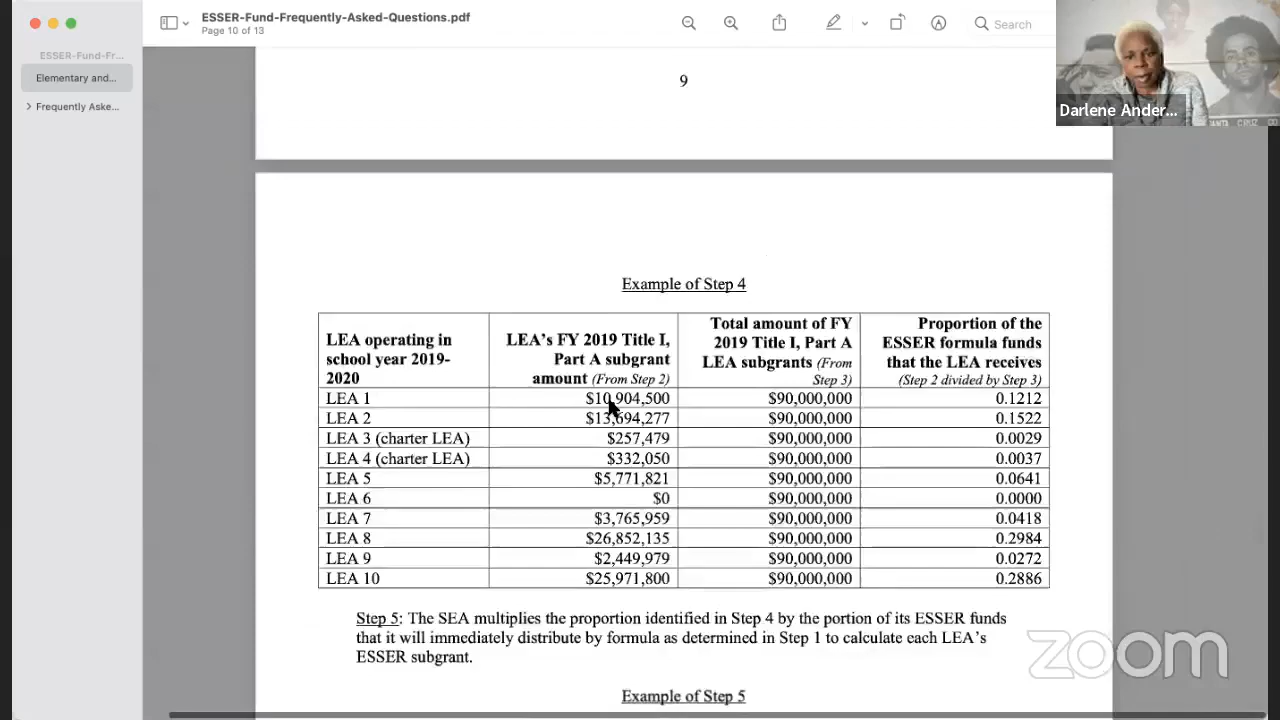 ESSER-Fund-Frequently-Asked-Questions.pdf
Page 10 of 13
Search
ESSER-Fund-Fr...
Elementary and...
Frequently Aske...
Darlene Ander...
9
Example of Step 4
LEA operating in school year 2019-2020 LEA's FY 2019 Title I, Part A subgrant amount (From Step 2) Total amount of FY 2019 Title I, Part A LEA subgrants (From Step 3) Proportion of the ESSER formula funds that the LEA receives (Step 2 divided by Step 3)
LEA 1 $10,904,500 $90,000,000 0.1212
LEA 2 $13,694,277 $90,000,000 0.1522
LEA 3 (charter LEA) $257,479 $90,000,000 0.0029
LEA 4 (charter LEA) $332,050 $90,000,000 0.0037
LEA 5 $5,771,821 $90,000,000 0.0641
LEA 6 $0 $90,000,000 0.0000
LEA 7 $3,765,959 $90,000,000 0.0418
LEA 8 $26,852,135 $90,000,000 0.2984
LEA 9 $2,449,979 $90,000,000 0.0272
LEA 10 $25,971,800 $90,000,000 0.2886
Step 5: The SEA multiplies the proportion identified in Step 4 by the portion of its ESSER funds
that it will immediately distribute by formula as determined in Step 1 to calculate each LEA's
ESSER subgrant.
Example of Step 5
zoom